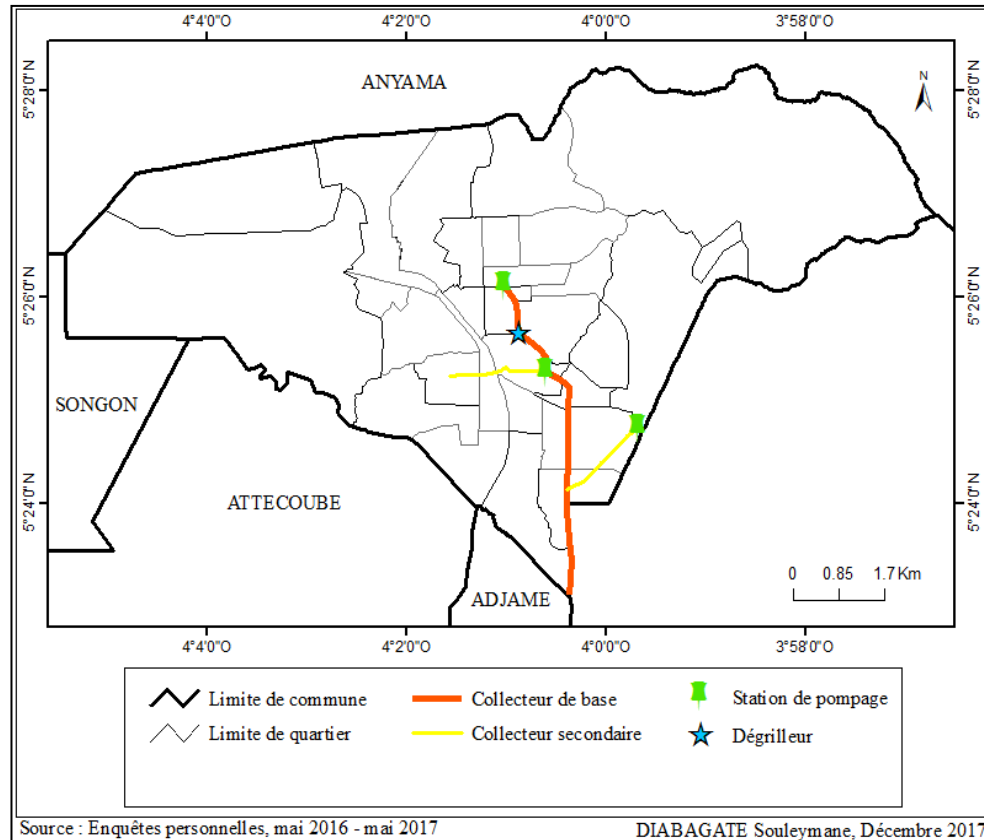 4°4'0"O 4°2'0"O 4°0'0"O 3°58'0"O
ANYAMA
N
5°28'0"N 5°28'0"N
5°26'0"N 5°26'0"N
SONGON
ATTECOUBE
5°24'0"N 5°24'0"N
ADJAME
0 0.85 1.7 Km
4°4'0"O 4°2'0"O 4°0'0"O 3°58'0"O
Limite de commune Collecteur de base Station de pompage
Limite de quartier Collecteur secondaire Dégrilleur
Source : Enquêtes personnelles, mai 2016 - mai 2017 DIABAGATE Souleymane, Décembre 2017